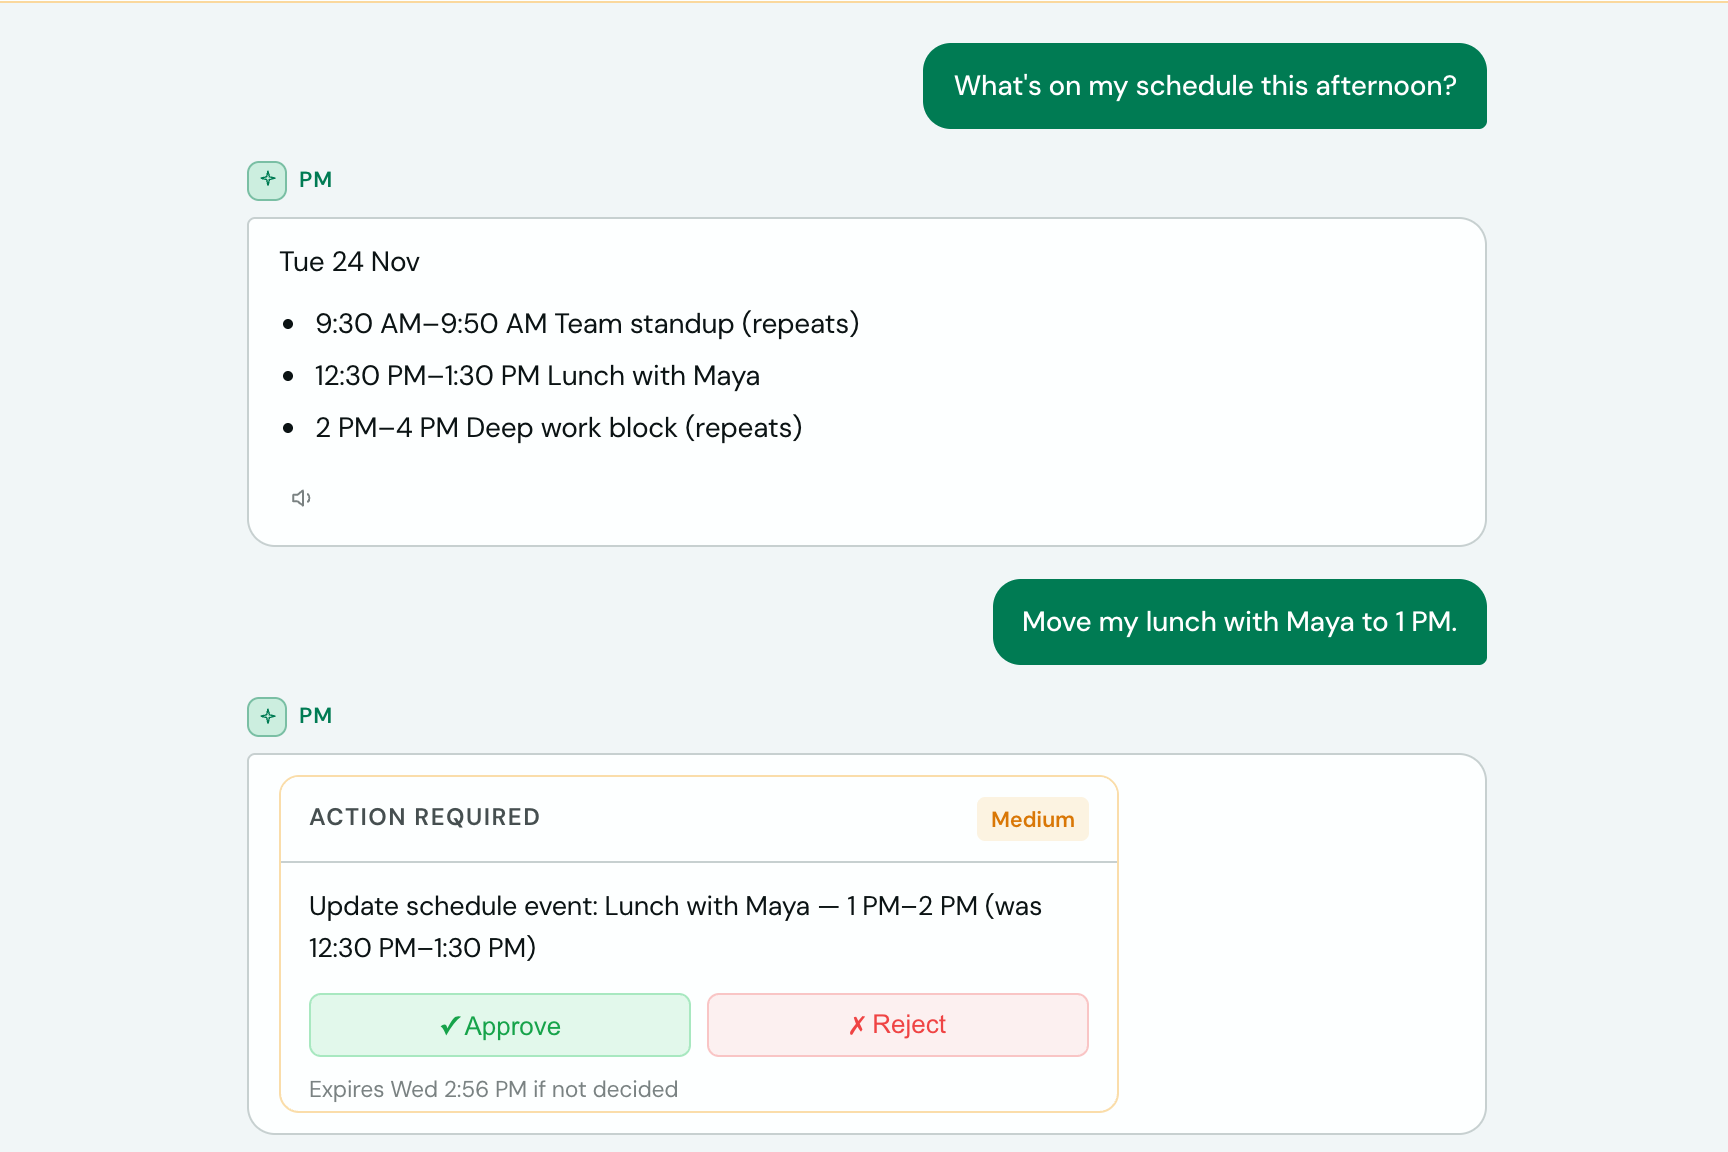 What's on my schedule this afternoon?
PM
Tue 24 Nov
• 9:30 AM–9:50 AM Team standup (repeats)
• 12:30 PM–1:30 PM Lunch with Maya
• 2 PM–4 PM Deep work block (repeats)
Move my lunch with Maya to 1 PM.
PM
ACTION REQUIRED
Medium
Update schedule event: Lunch with Maya — 1 PM–2 PM (was
12:30 PM–1:30 PM)
✓ Approve
✗ Reject
Expires Wed 2:56 PM if not decided